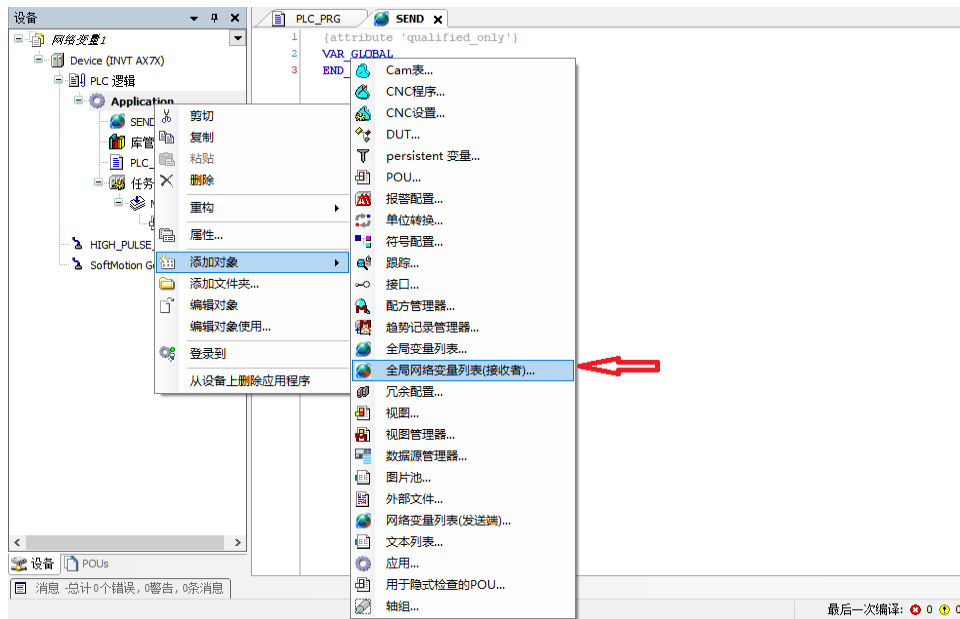 设备
PLC_PRG
SEND
网络变量1
Device (INVT AX7X)
PLC 逻辑
Application
SEND
库管
PLC_
任务
HIGH_PULSE_
SoftMotion Ge
1 {attribute 'qualified_only'}
2 VAR_GLOBAL
3 END_
剪切
复制
粘贴
删除
重构
属性...
添加对象
添加文件夹...
编辑对象
编辑对象使用...
登录到
从设备上删除应用程序
Cam表...
CNC程序...
CNC设置...
DUT...
persistent 变量...
POU...
报警配置...
单位转换...
符号配置...
跟踪...
接口...
配方管理器...
趋势记录管理器...
全局变量列表...
全局网络变量列表(接收者)...
冗余配置...
视图...
视图管理器...
数据源管理器...
图片池...
外部文件...
网络变量列表(发送端)...
文本列表...
应用...
用于隐式检查的POU...
轴组...
设备
POUs
消息 -总计0个错误, 0警告, 0条消息
最后一次编译: 0 0